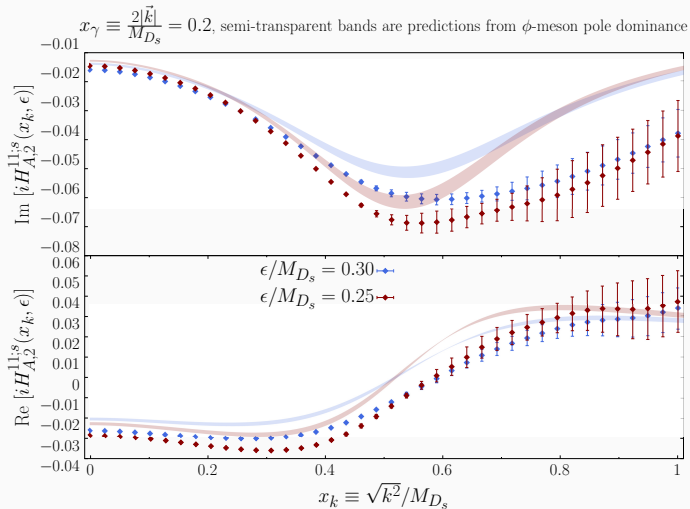 x_γ ≡ 2|k⃗|/M_{D_s} = 0.2, semi-transparent bands are predictions from ϕ-meson pole dominance
Im [iH^{11;s}_{A,2}(x_k, ϵ)]
−0.01
−0.02
−0.03
−0.04
−0.05
−0.06
−0.07
−0.08
Re [iH^{11;s}_{A,2}(x_k, ϵ)]
0.06
0.05
0.04
0.03
0.02
0.01
0
−0.01
−0.02
−0.03
−0.04
ϵ/M_{D_s} = 0.30
ϵ/M_{D_s} = 0.25
0 0.2 0.4 0.6 0.8 1
x_k ≡ √k²/M_{D_s}